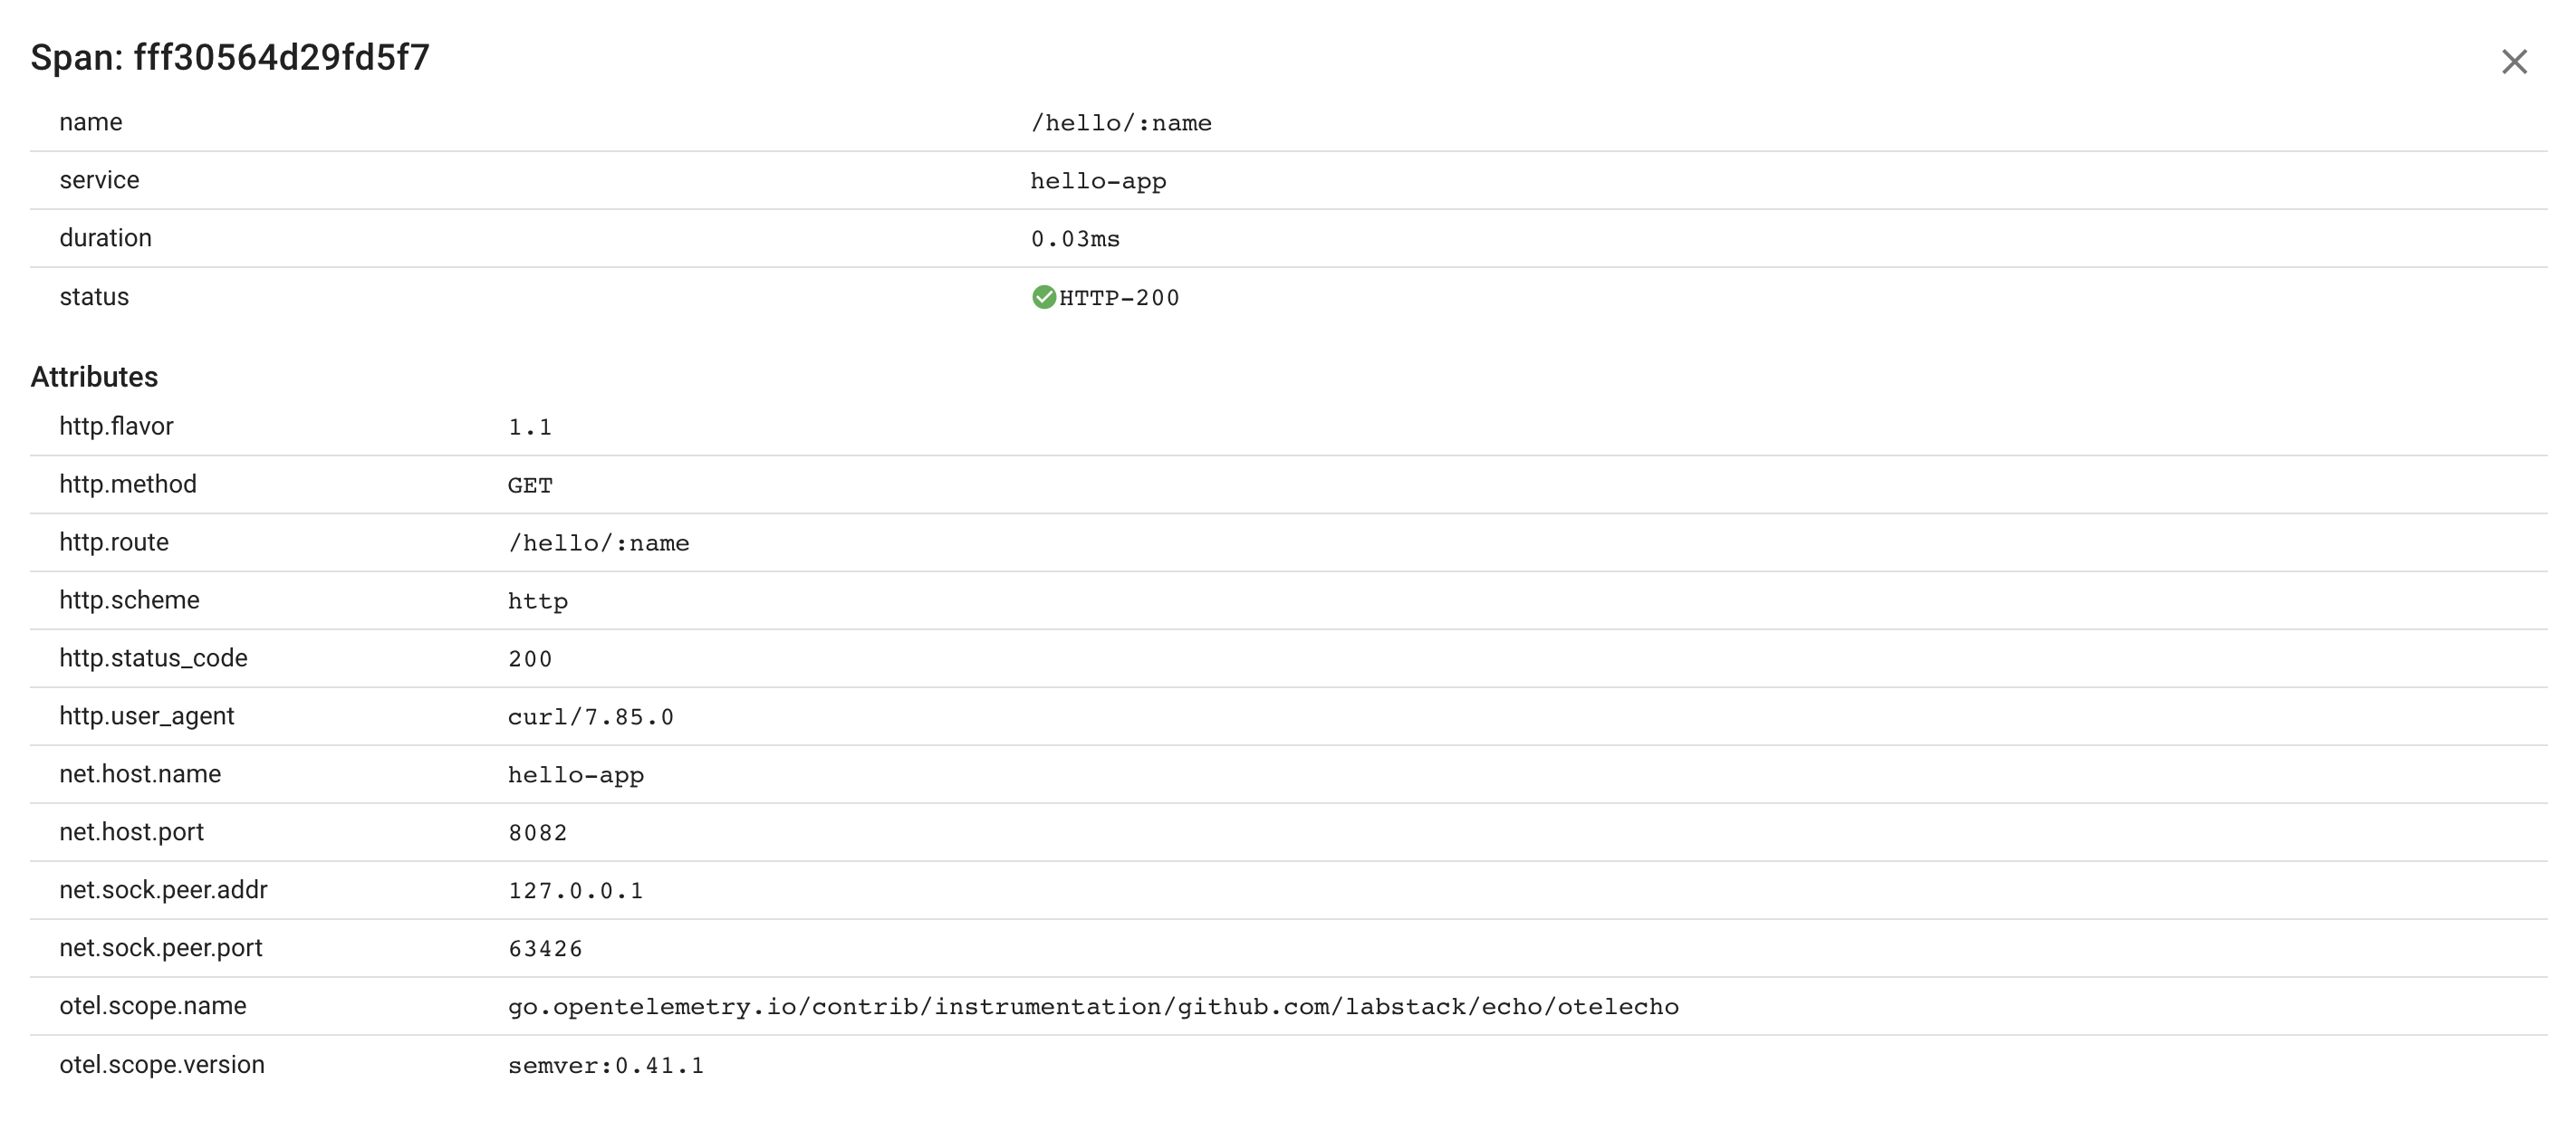 Span: fff30564d29fd5f7
name /hello/:name
service hello-app
duration 0.03ms
status HTTP-200
Attributes
http.flavor 1.1
http.method GET
http.route /hello/:name
http.scheme http
http.status_code 200
http.user_agent curl/7.85.0
net.host.name hello-app
net.host.port 8082
net.sock.peer.addr 127.0.0.1
net.sock.peer.port 63426
otel.scope.name go.opentelemetry.io/contrib/instrumentation/github.com/labstack/echo/otelecho
otel.scope.version semver:0.41.1